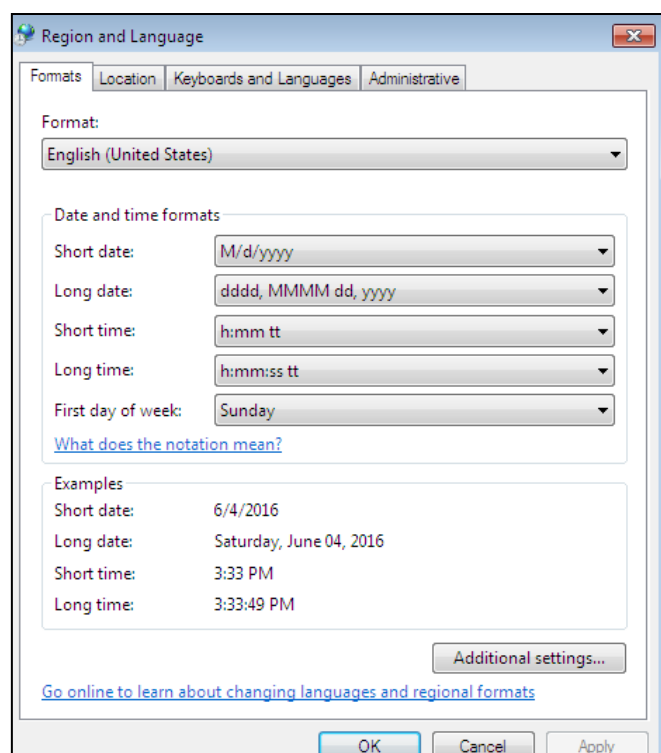 Region and Language
Formats Location Keyboards and Languages Administrative
Format:
English (United States)
Date and time formats
Short date: M/d/yyyy
Long date: dddd, MMMM dd, yyyy
Short time: h:mm tt
Long time: h:mm:ss tt
First day of week: Sunday
What does the notation mean?
Examples
Short date: 6/4/2016
Long date: Saturday, June 04, 2016
Short time: 3:33 PM
Long time: 3:33:49 PM
Additional settings...
Go online to learn about changing languages and regional formats
OK Cancel Apply